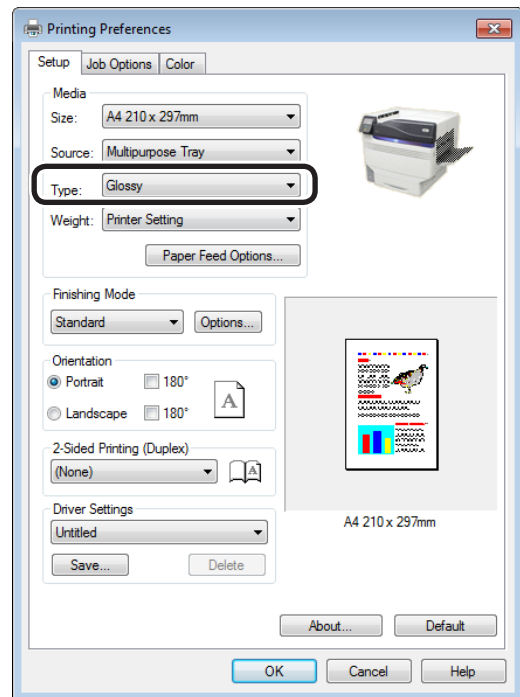 Printing Preferences
Setup Job Options Color
Media
Size: A4 210 x 297mm
Source: Multipurpose Tray
Type: Glossy
Weight: Printer Setting
Paper Feed Options...
Finishing Mode
Standard Options...
Orientation
Portrait 180°
Landscape 180°
A
2-Sided Printing (Duplex)
(None)
A
Driver Settings
Untitled
Save... Delete
A4 210 x 297mm
About... Default
OK Cancel Help